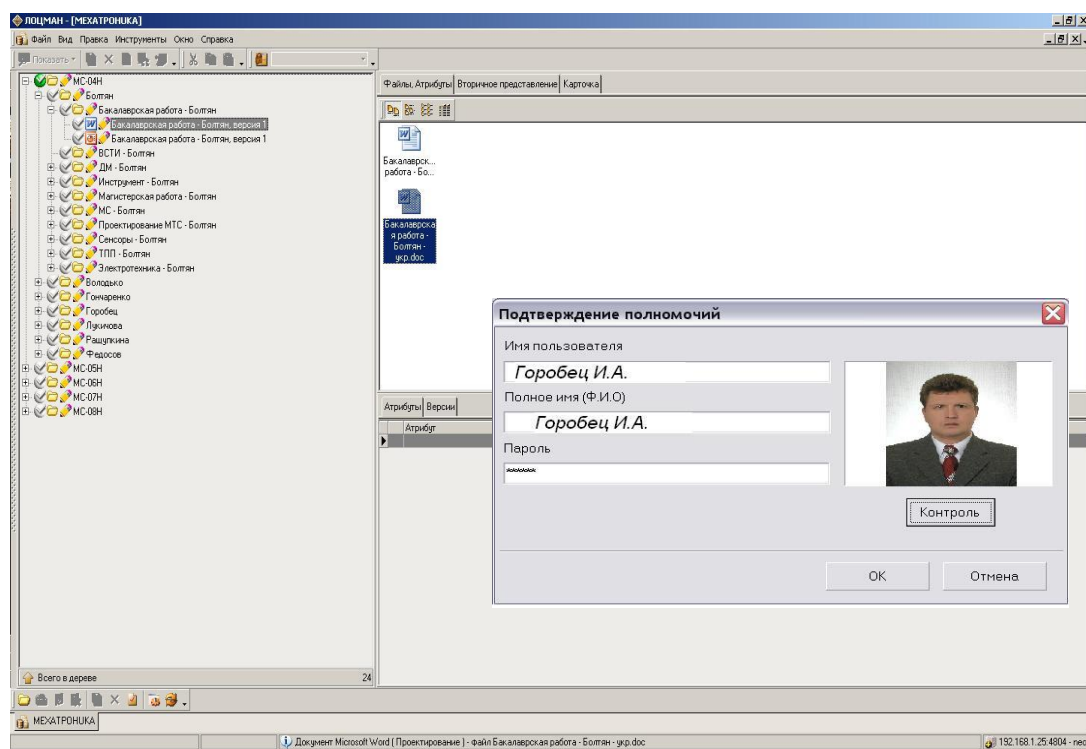 ЛОЦМАН - [МЕХАТРОНИКА]
Файл Вид Правка Инструменты Окно Справка
Показать
МС-04Н
Болтян
Бакалаврская работа - Болтян
Бакалаврская работа - Болтян, версия 1
Бакалаврская работа - Болтян, версия 1
ВСТИ - Болтян
ДМ - Болтян
Инструмент - Болтян
Магистерская работа - Болтян
МС - Болтян
Проектирование МТС - Болтян
Сенсоры - Болтян
ТПП - Болтян
Электротехника - Болтян
Володько
Гончаренко
Горобец
Лукичова
Ращупкина
Федосов
МС-05Н
МС-06Н
МС-07Н
МС-08Н
Всего в дереве 24
Файлы, Атрибуты Вторичное представление Карточка
Бакалаврск...
работа - Бо...
Бакалаврска
я работа -
Болтян -
укр.doc
Атрибуты Версии
Атрибут
Подтверждение полномочий
Имя пользователя
Горобец И.А.
Полное имя (Ф.И.О)
Горобец И.А.
Пароль
******
Контроль
OK Отмена
МЕХАТРОНИКА
Документ Microsoft Word ( Проектирование ) - файл Бакалаврская работа - Болтян - укр.doc
192.168.1.25:4804 - пео